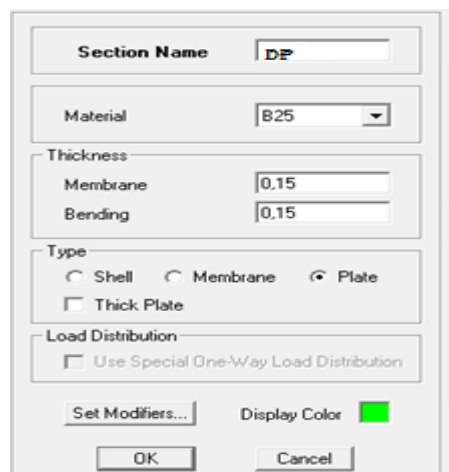 Section Name DP
Material B25
Thickness
Membrane 0,15
Bending 0,15
Type
Shell Membrane Plate
Thick Plate
Load Distribution
Use Special One-Way Load Distribution
Set Modifiers... Display Color
OK Cancel